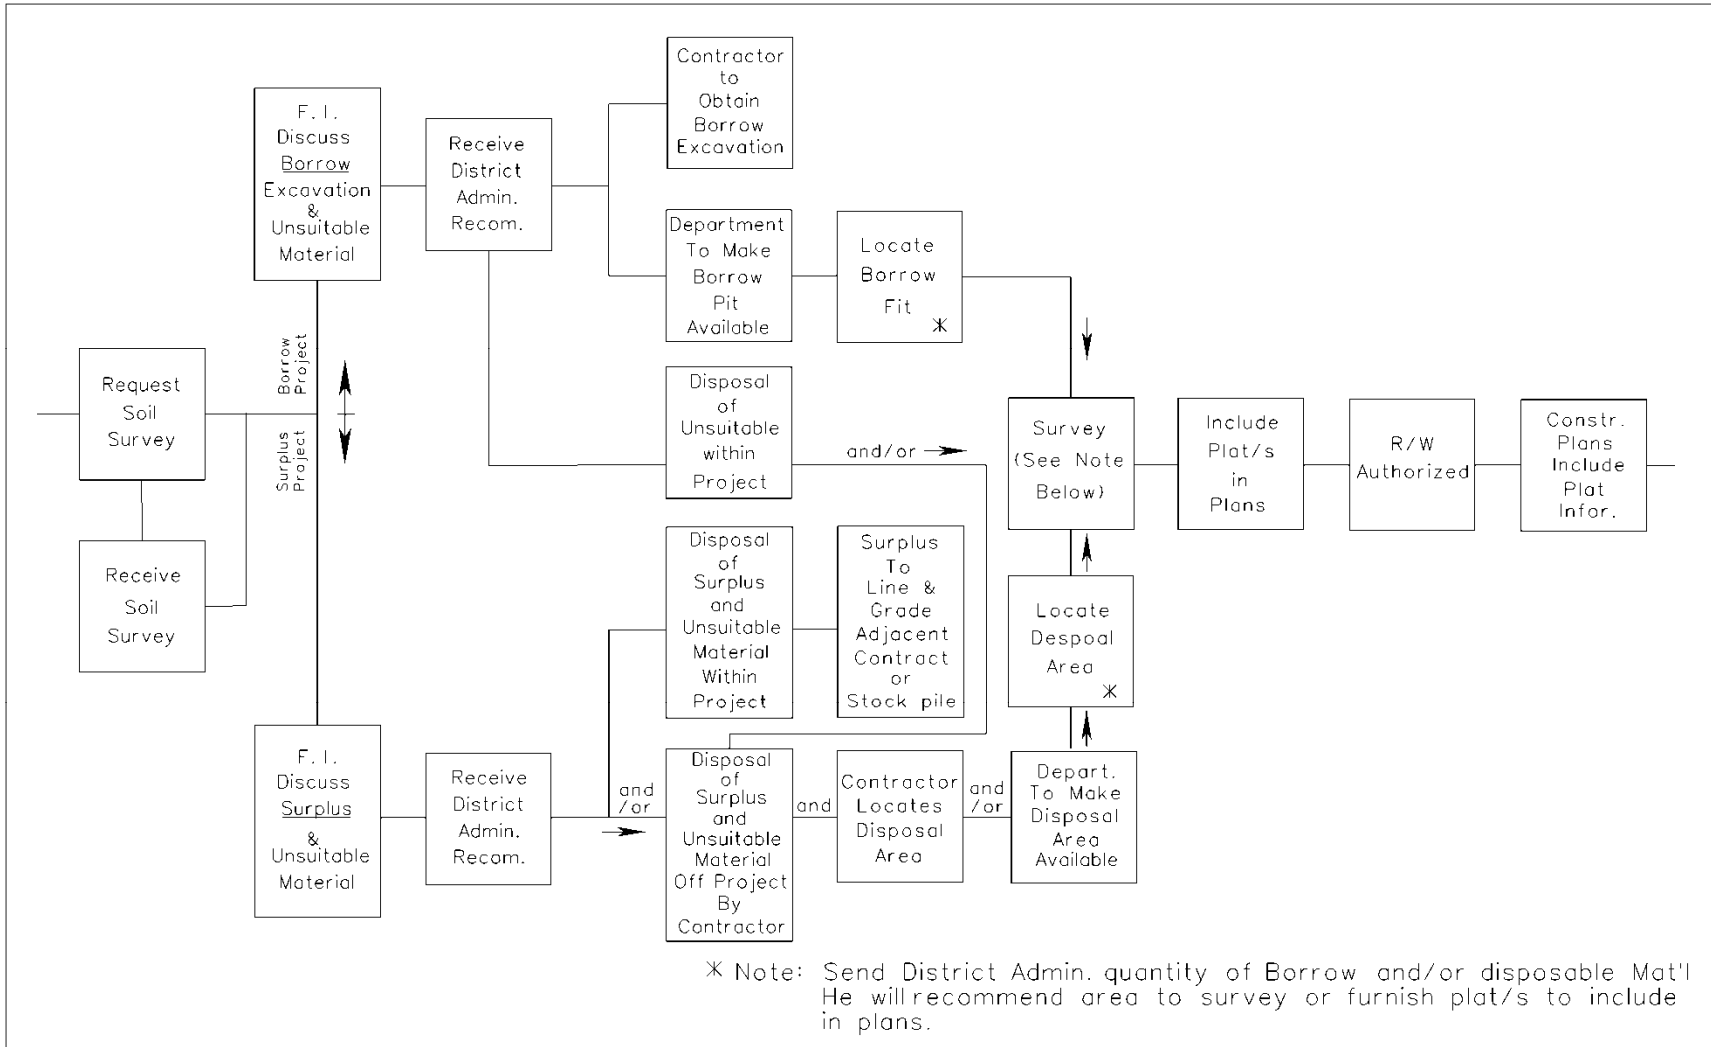 Request
Soil
Survey
Receive
Soil
Survey
Borrow
Project
Surplus
Project
F. I.
Discuss
Borrow
Excavation
&
Unsuitable
Material
Receive
District
Admin.
Recom.
Contractor
to
Obtain
Borrow
Excavation
Department
To Make
Borrow
Pit
Available
Locate
Borrow
Fit
*
Disposal
of
Unsuitable
within
Project
and/or
Disposal
of
Surplus
and
Unsuitable
Material
Within
Project
Surplus
To
Line &
Grade
Adjacent
Contract
or
Stock pile
F. I.
Discuss
Surplus
&
Unsuitable
Material
Receive
District
Admin.
Recom.
and
/or
Disposal
of
Surplus
and
Unsuitable
Material
Off Project
By
Contractor
and
Contractor
Locates
Disposal
Area
and
/or
Depart.
To Make
Disposal
Area
Available
Locate
Despoal
Area
*
Survey
(See Note
Below)
Include
Plat/s
in
Plans
R/W
Authorized
Constr.
Plans
Include
Plat
Infor.
* Note: Send District Admin. quantity of Borrow and/or disposable Mat'l
He will recommend area to survey or furnish plat/s to include
in plans.